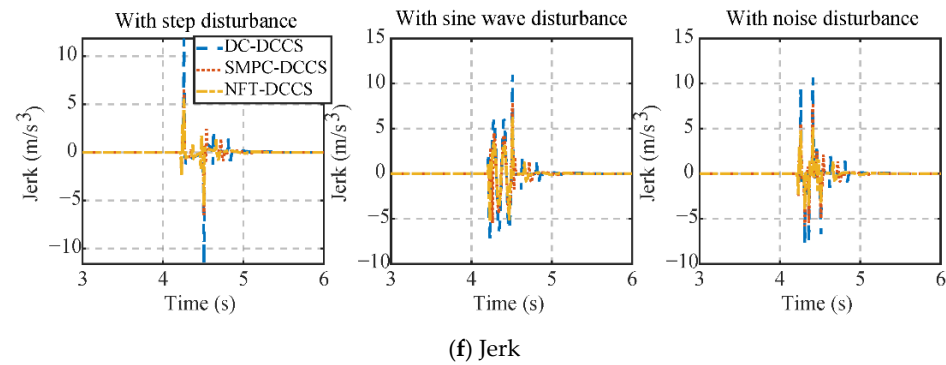 With step disturbance
10
5
0
−5
−10
Jerk (m/s³)
DC-DCCS
SMPC-DCCS
NFT-DCCS
3
4
5
6
Time (s)
With sine wave disturbance
15
10
5
0
−5
−10
Jerk (m/s³)
3
4
5
6
Time (s)
With noise disturbance
15
10
5
0
−5
−10
Jerk (m/s³)
3
4
5
6
Time (s)
(f) Jerk